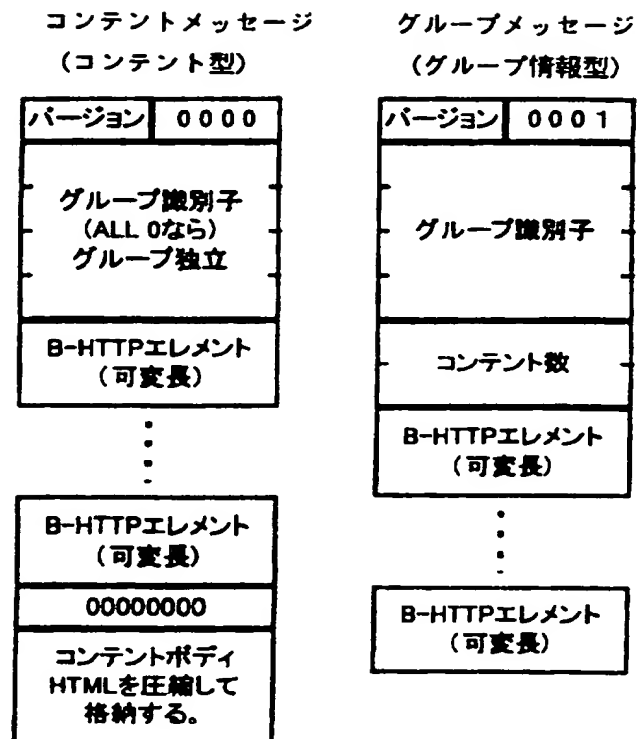 コンテントメッセージ
(コンテント型)
バージョン 0000
グループ識別子
(ALL 0なら)
グループ独立
B-HTTPエレメント
(可変長)
B-HTTPエレメント
(可変長)
00000000
コンテントボディ
HTMLを圧縮して
格納する。
グループメッセージ
(グループ情報型)
バージョン 0001
グループ識別子
コンテント数
B-HTTPエレメント
(可変長)
B-HTTPエレメント
(可変長)